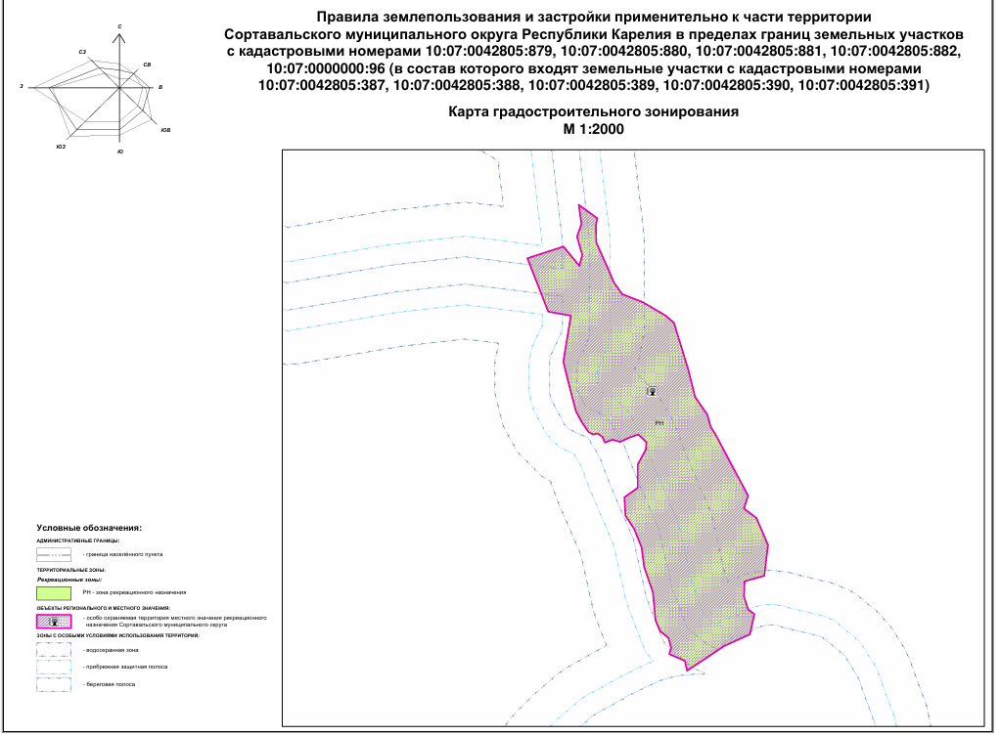 Правила землепользования и застройки применительно к части территории
Сортавальского муниципального округа Республики Карелия в пределах границ земельных участков
с кадастровыми номерами 10:07:0042805:879, 10:07:0042805:880, 10:07:0042805:881, 10:07:0042805:882,
10:07:0000000:96 (в состав которого входят земельные участки с кадастровыми номерами
10:07:0042805:387, 10:07:0042805:388, 10:07:0042805:389, 10:07:0042805:390, 10:07:0042805:391)
Карта градостроительного зонирования
М 1:2000
С
СЗ
СВ
З
В
ЮВ
ЮЗ
Ю
РН
Условные обозначения:
АДМИНИСТРАТИВНЫЕ ГРАНИЦЫ:
- граница населённого пункта
ТЕРРИТОРИАЛЬНЫЕ ЗОНЫ:
Рекреационные зоны:
РН - зона рекреационного назначения
ОБЪЕКТЫ РЕГИОНАЛЬНОГО И МЕСТНОГО ЗНАЧЕНИЯ:
- особо охраняемая территория местного значения рекреационного
назначения Сортавальского муниципального округа
ЗОНЫ С ОСОБЫМИ УСЛОВИЯМИ ИСПОЛЬЗОВАНИЯ ТЕРРИТОРИЙ:
- водоохранная зона
- прибрежная защитная полоса
- береговая полоса